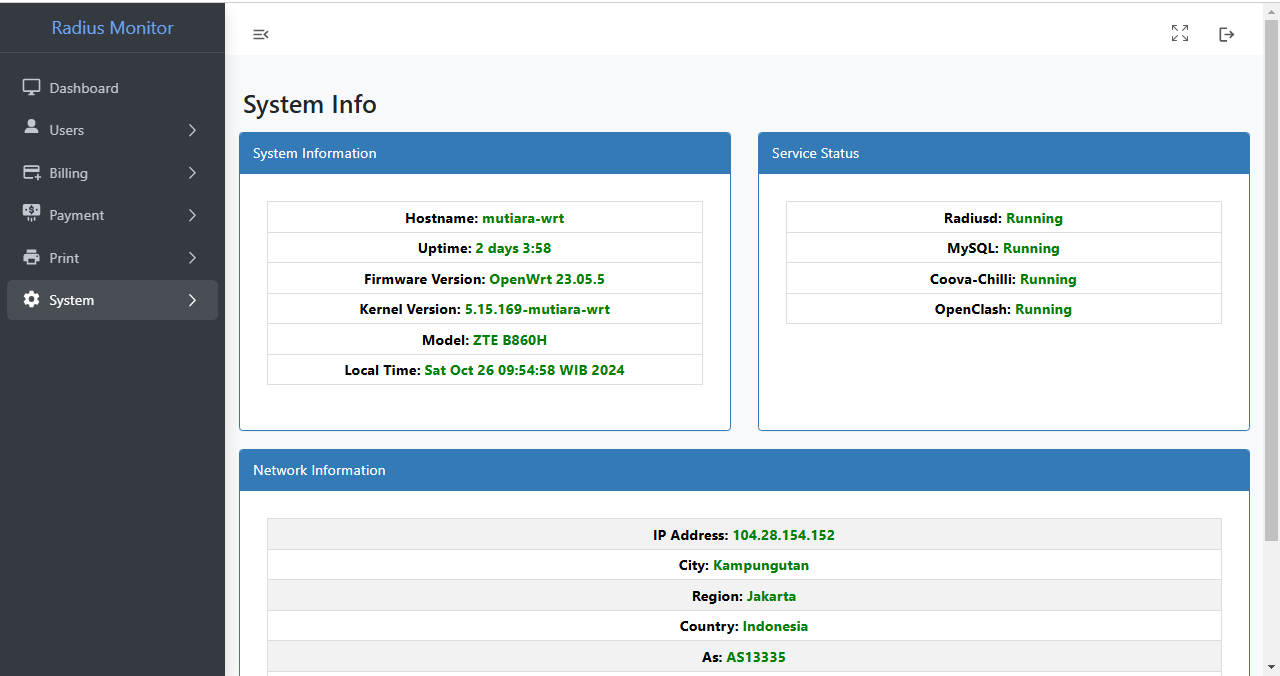 Radius Monitor
Dashboard
Users
Billing
Payment
Print
System
System Info
System Information
Hostname: mutiara-wrt
Uptime: 2 days 3:58
Firmware Version: OpenWrt 23.05.5
Kernel Version: 5.15.169-mutiara-wrt
Model: ZTE B860H
Local Time: Sat Oct 26 09:54:58 WIB 2024
Service Status
Radiusd: Running
MySQL: Running
Coova-Chilli: Running
OpenClash: Running
Network Information
IP Address: 104.28.154.152
City: Kampungutan
Region: Jakarta
Country: Indonesia
As: AS13335